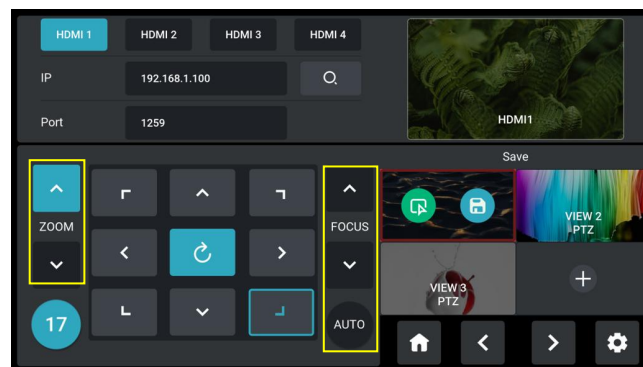 HDMI 1 HDMI 2 HDMI 3 HDMI 4
IP 192.168.1.100
Port 1259
HDMI1
Save
ZOOM
FOCUS
17
AUTO
VIEW 2
PTZ
VIEW 3
PTZ